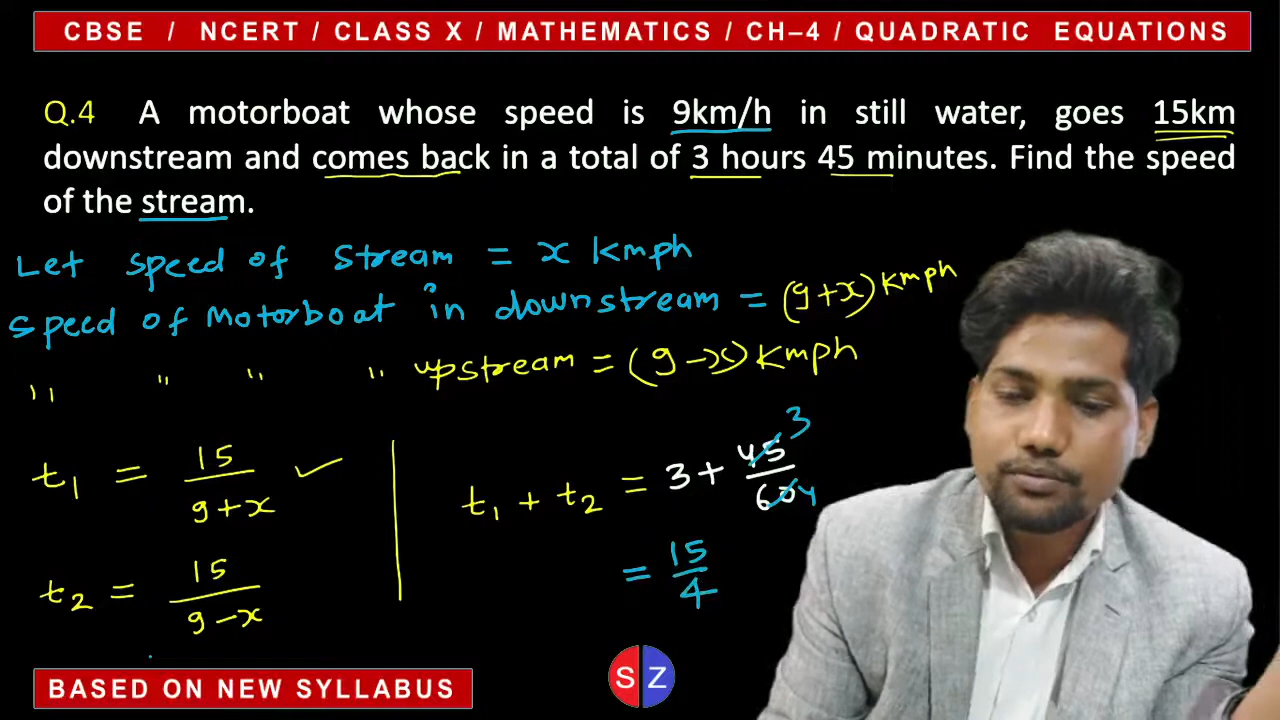 CBSE / NCERT / CLASS X / MATHEMATICS / CH–4 / QUADRATIC EQUATIONS
Q.4 A motorboat whose speed is 9km/h in still water, goes 15km
downstream and comes back in a total of 3 hours 45 minutes. Find the speed
of the stream.
Let speed of stream = x kmph
speed of motorboat in downstream = (9+x) kmph
" " " " upstream = (9-x) kmph
t1 = 15/(9+x) ✓
t1 + t2 = 3 + 45/60 3 4
= 15/4
t2 = 15/(9-x)
BASED ON NEW SYLLABUS
S Z